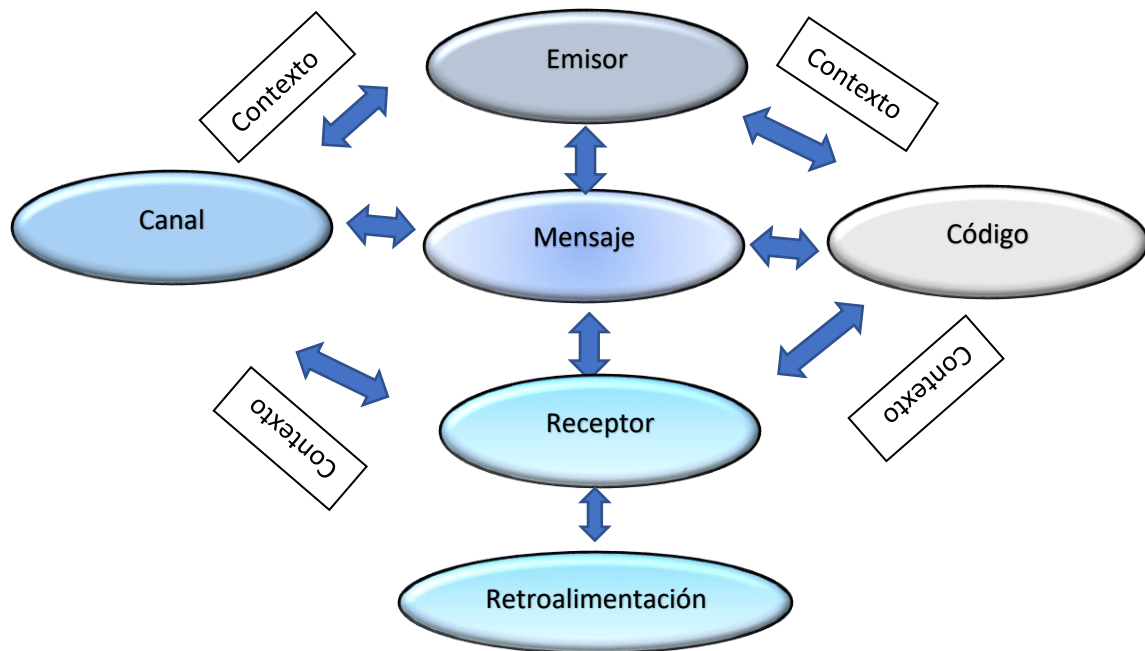 Emisor
Contexto
Contexto
Canal
Mensaje
Código
Contexto
Contexto
Receptor
Retroalimentación